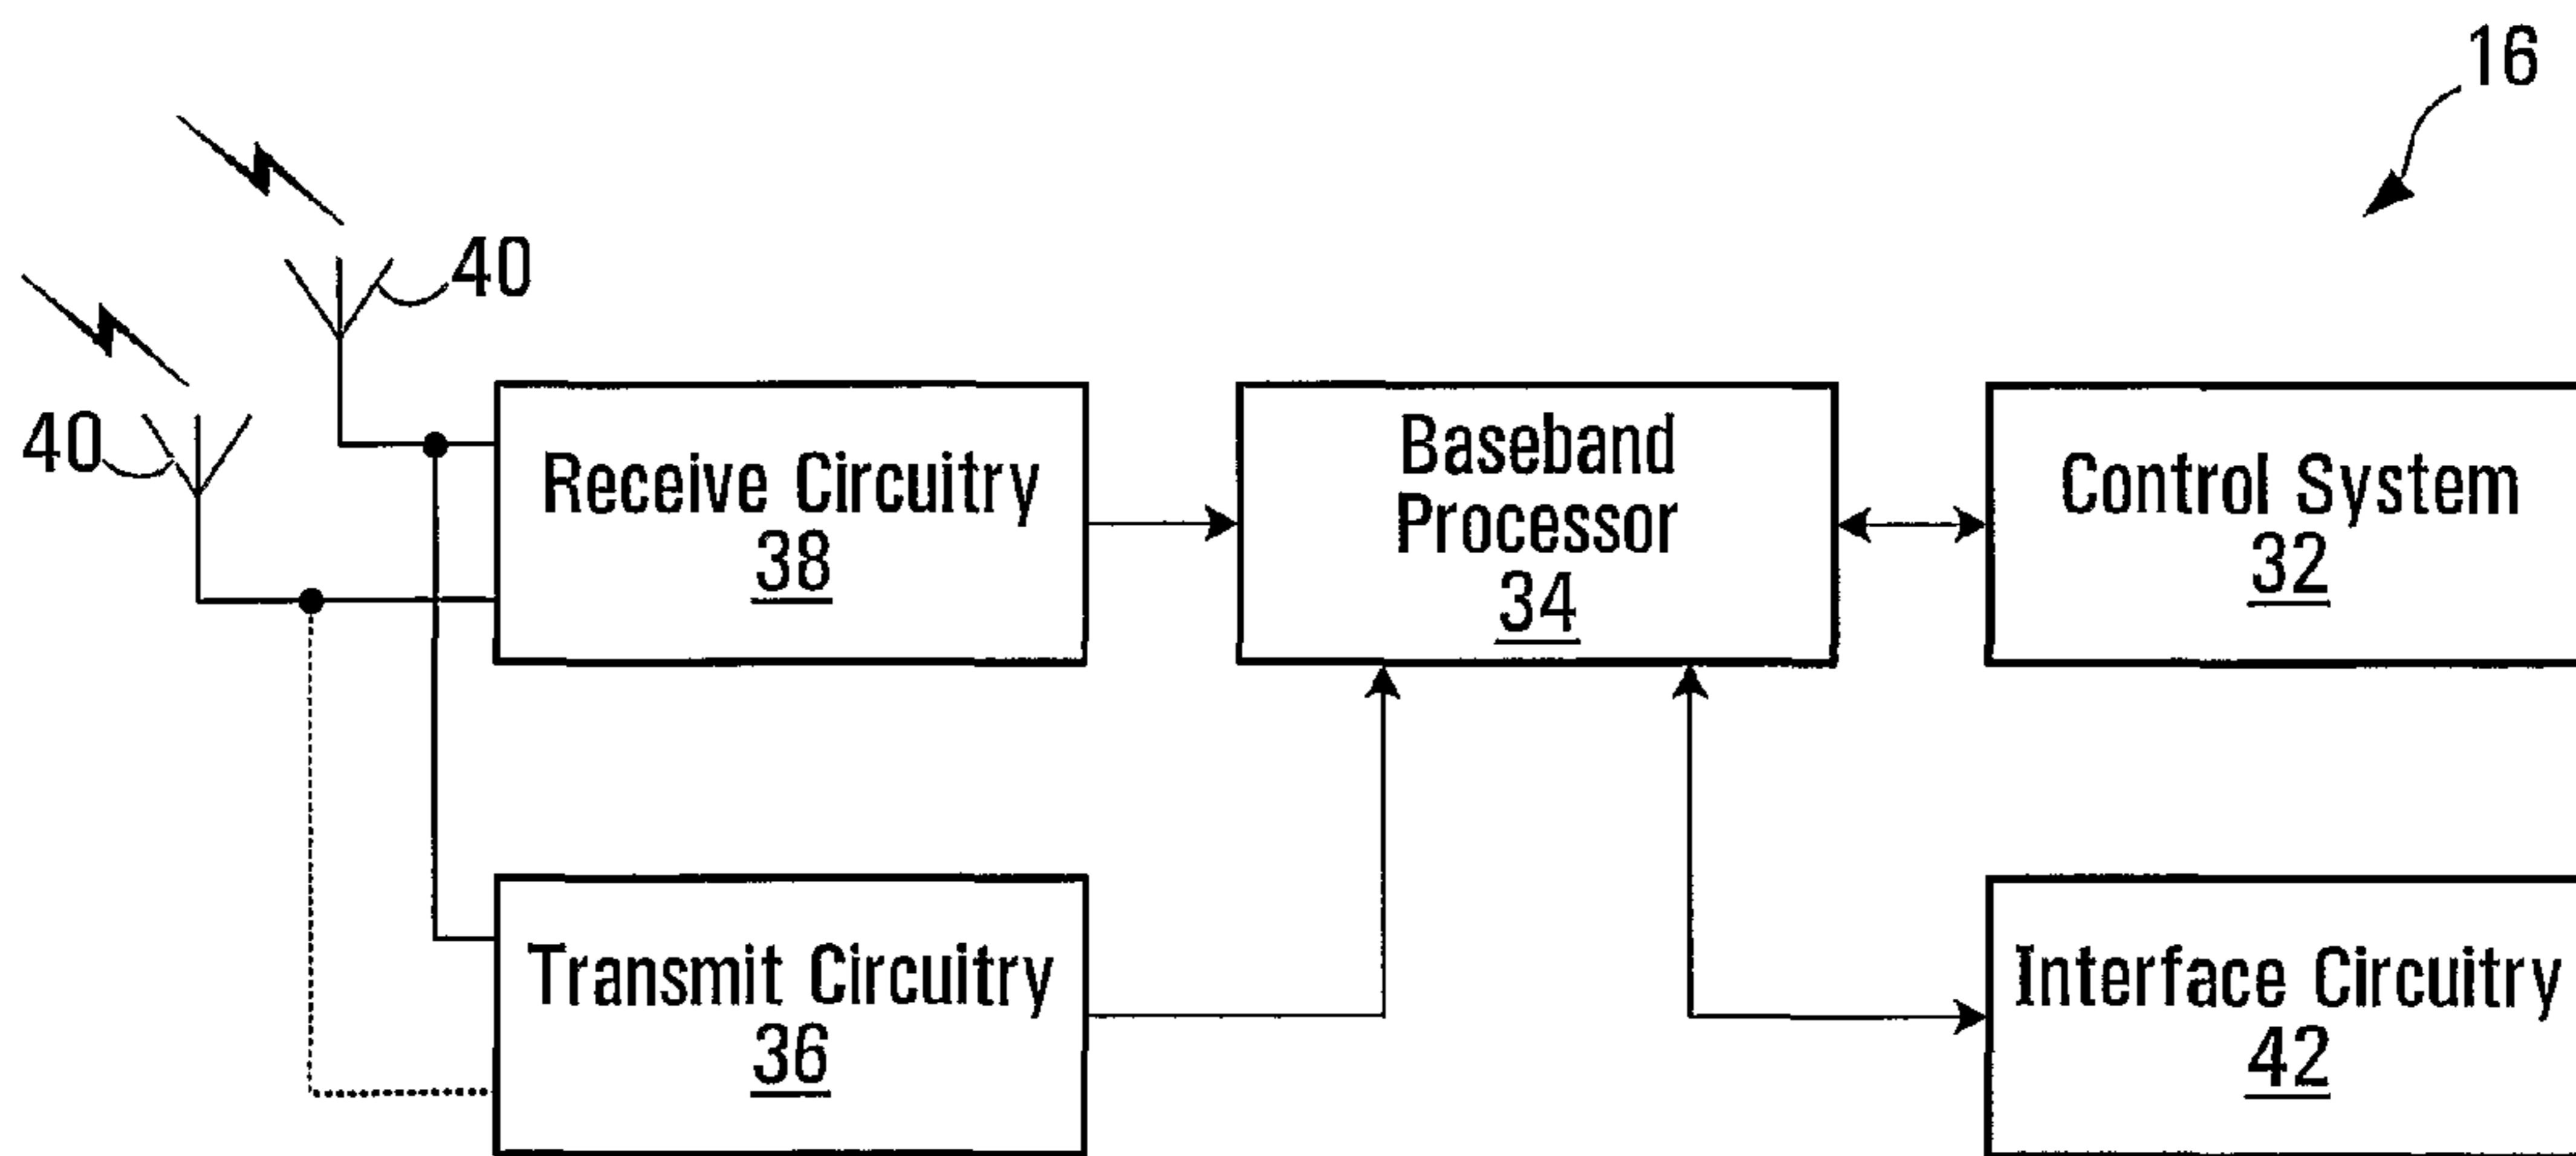 16
40
40
Receive Circuitry
38
Baseband
Processor
34
Control System
32
Transmit Circuitry
36
Interface Circuitry
42